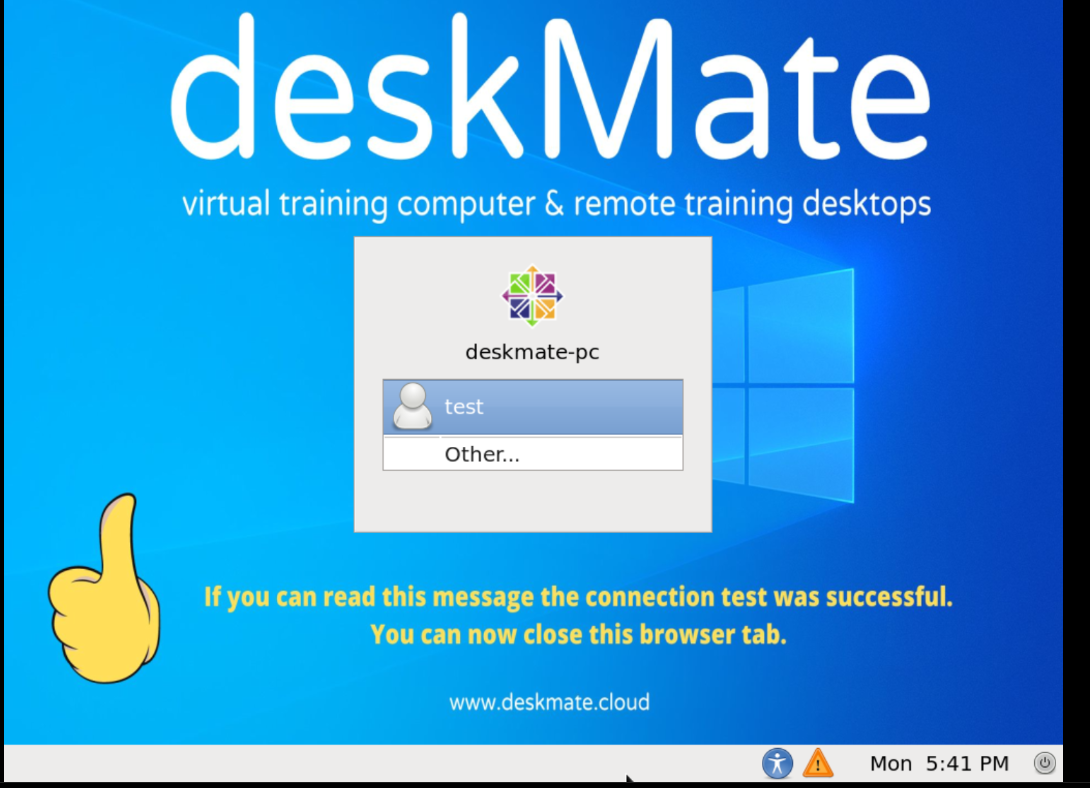 deskMate
virtual training computer & remote training desktops
deskmate-pc
test
Other...
If you can read this message the connection test was successful.
You can now close this browser tab.
www.deskmate.cloud
Mon 5:41 PM